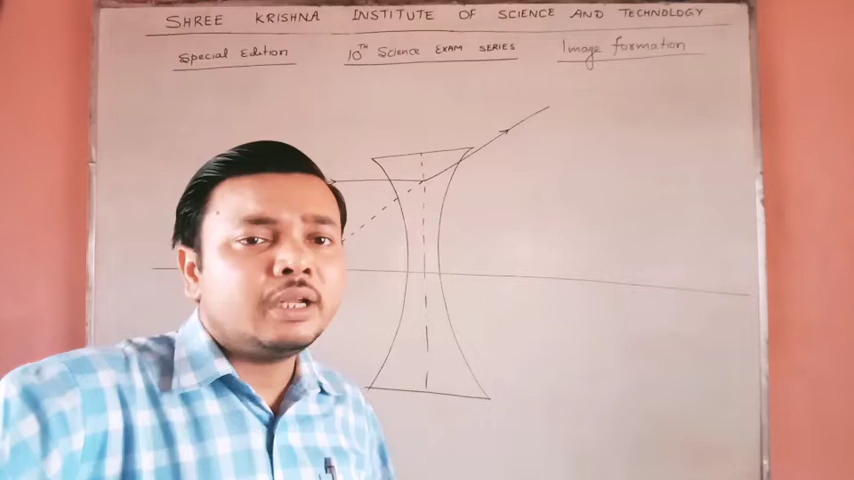 SHREE KRISHNA INSTITUTE OF SCIENCE AND TECHNOLOGY
Special Edition 10TH Science EXAM SERIES Image formation